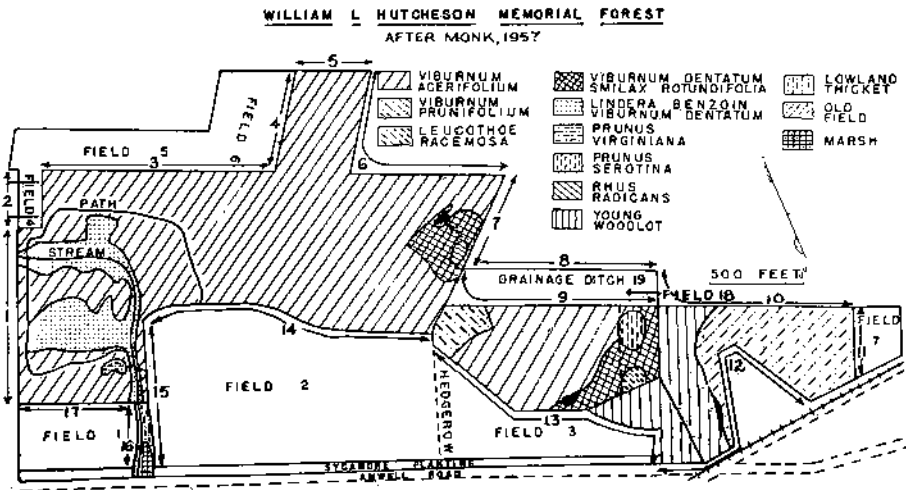 WILLIAM L HUTCHESON MEMORIAL FOREST
AFTER MONK, 1957
VIBURNUM
ACERIFOLIUM
VIBURNUM
PRUNIFOLIUM
LEUCOTHOE
RACEMOSA
VIBURNUM DENTATUM
SMILAX ROTUNDIFOLIA
LINDERA BENZOIN
VIBURNUM DENTATUM
PRUNUS
VIRGINIANA
PRUNUS
SEROTINA
RHUS
RADICANS
YOUNG
WOODLOT
LOWLAND
THICKET
OLD
FIELD
MARSH
5
4
FIELD
6
FIELD 5
3
6
2
FIELD
PATH
7
STREAM
8
DRAINAGE DITCH 19
500 FEET
9
FIELD 18
10
1
14
FIELD
7
11
12
15
FIELD 2
HEDGEROW
17
13
FIELD 3
FIELD 1
16
SYCAMORE PLANTING
AMWELL ROAD